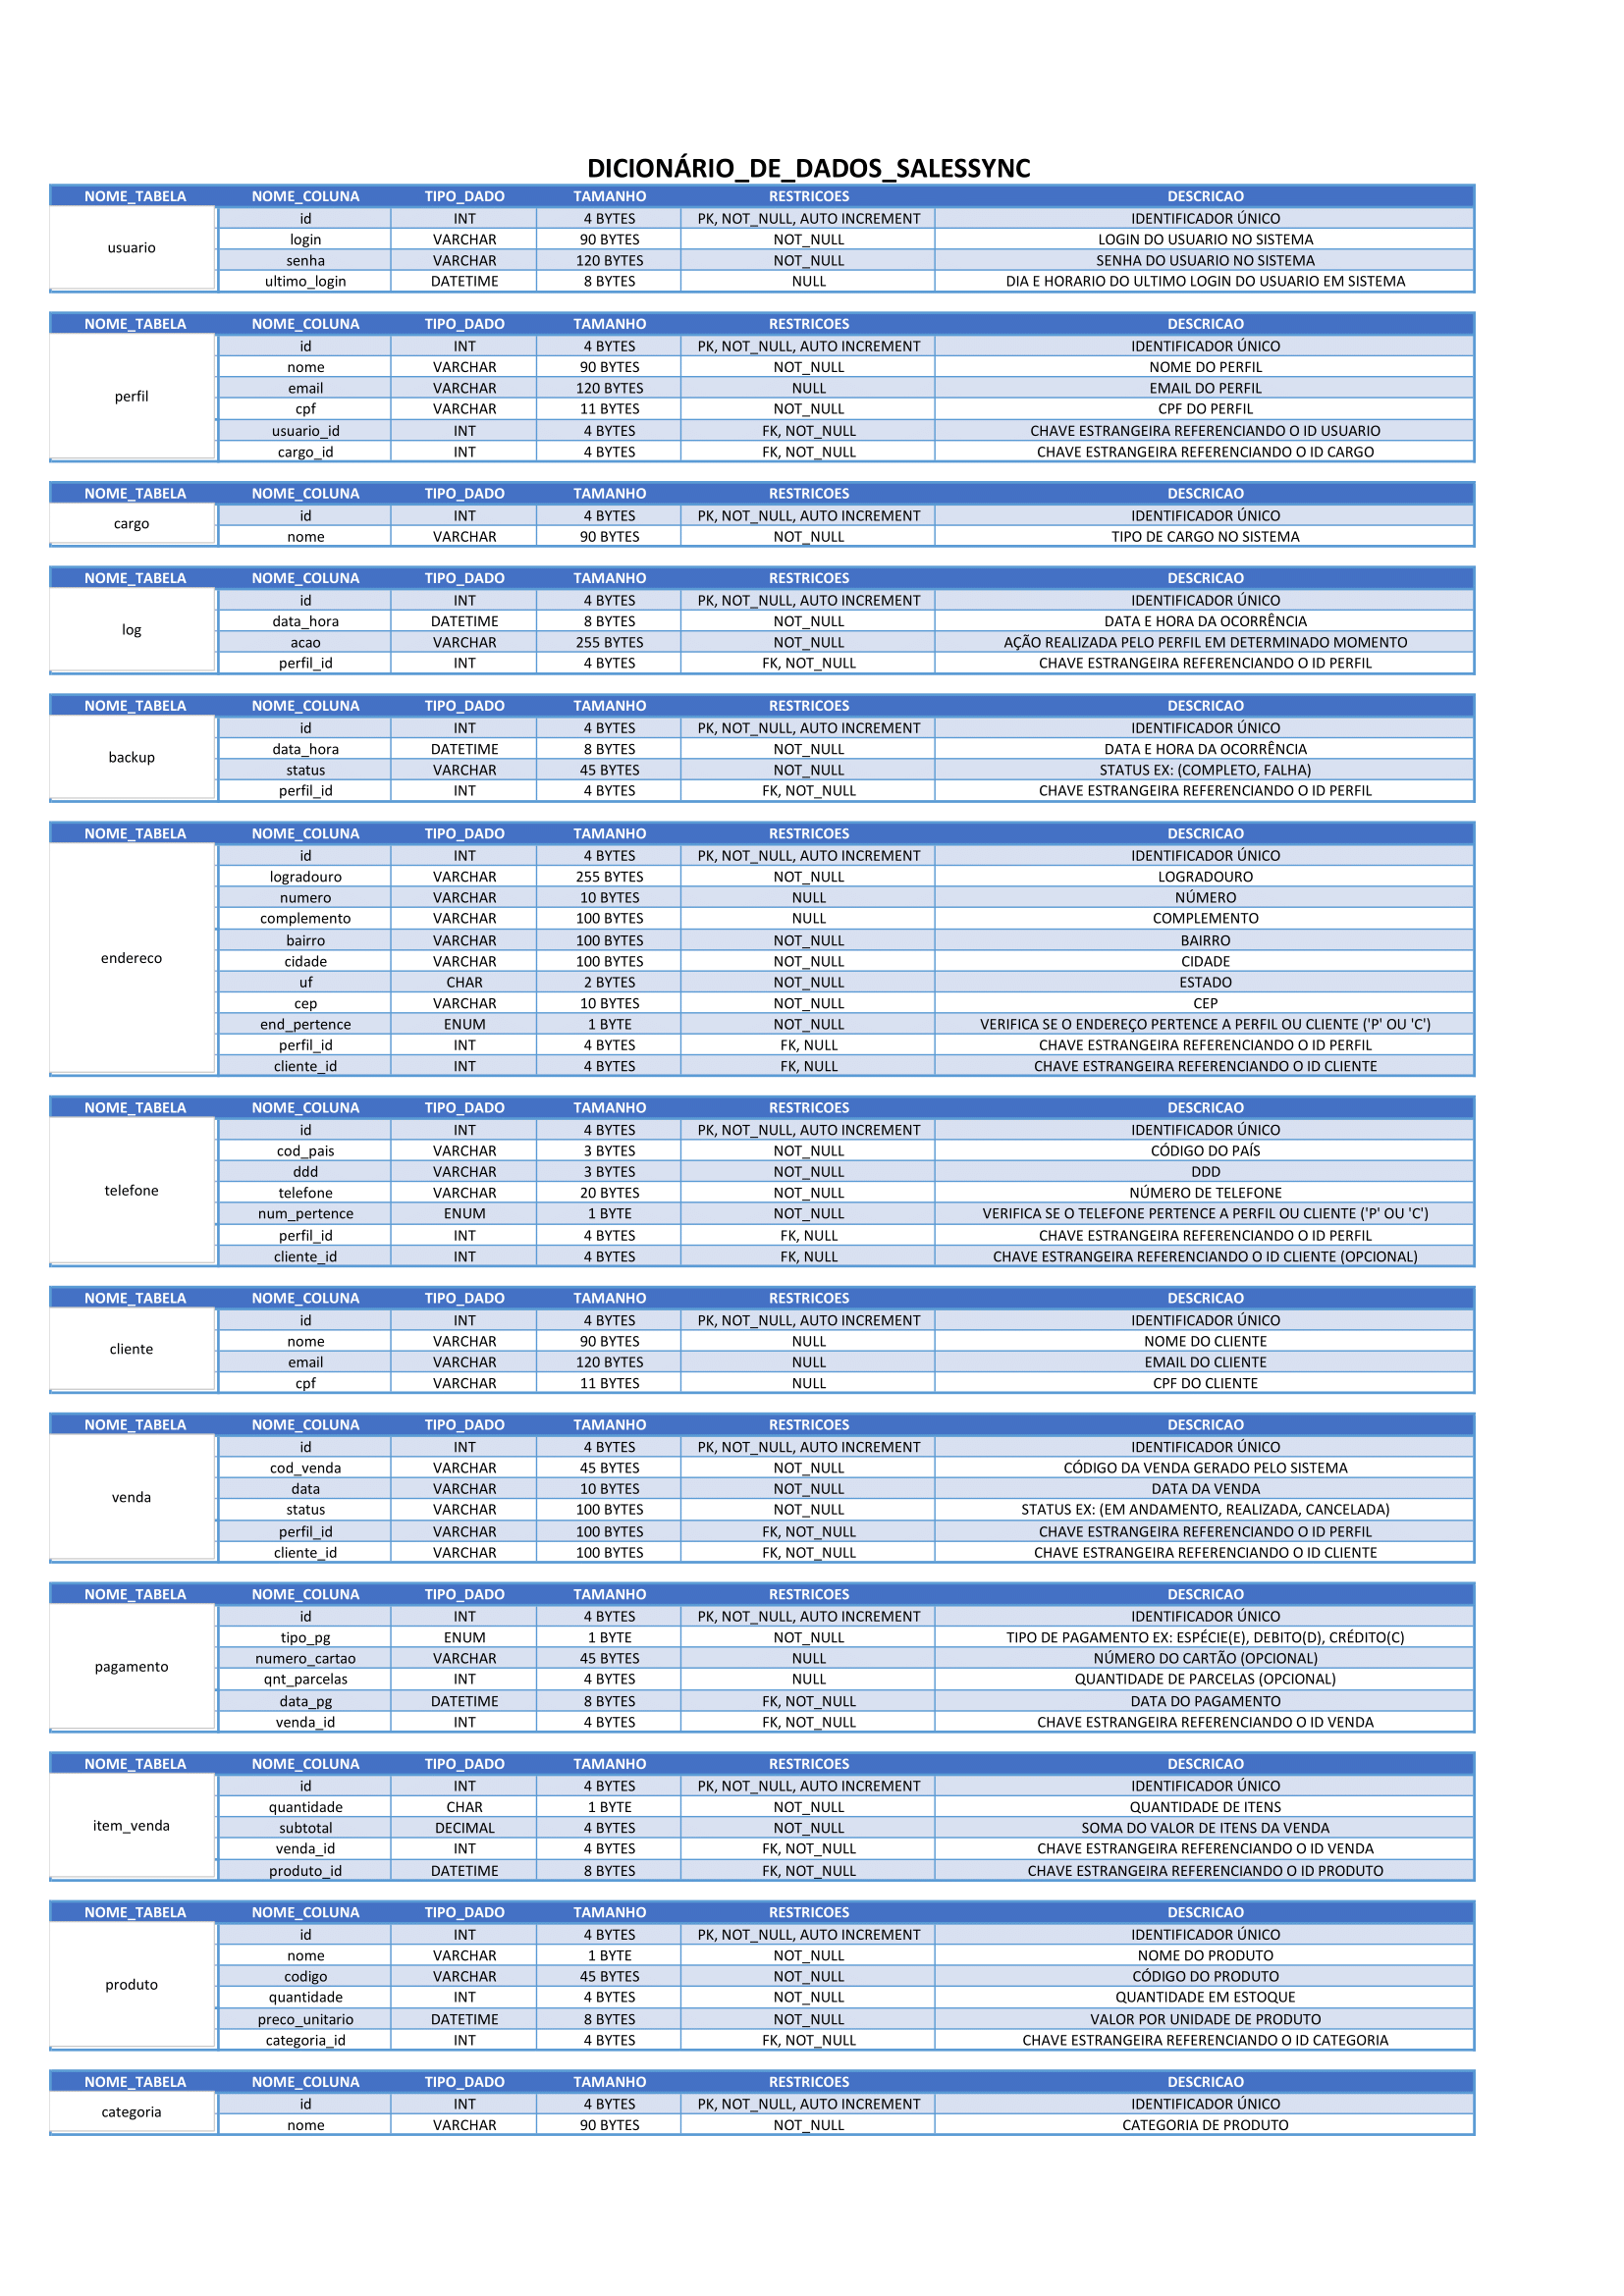 DICIONÁRIO_DE_DADOS_SALESSYNC
NOME_TABELA NOME_COLUNA TIPO_DADO TAMANHO RESTRICOES DESCRICAO
usuario
id INT 4 BYTES PK, NOT_NULL, AUTO INCREMENT IDENTIFICADOR ÚNICO
login VARCHAR 90 BYTES NOT_NULL LOGIN DO USUARIO NO SISTEMA
senha VARCHAR 120 BYTES NOT_NULL SENHA DO USUARIO NO SISTEMA
ultimo_login DATETIME 8 BYTES NULL DIA E HORARIO DO ULTIMO LOGIN DO USUARIO EM SISTEMA
NOME_TABELA NOME_COLUNA TIPO_DADO TAMANHO RESTRICOES DESCRICAO
perfil
id INT 4 BYTES PK, NOT_NULL, AUTO INCREMENT IDENTIFICADOR ÚNICO
nome VARCHAR 90 BYTES NOT_NULL NOME DO PERFIL
email VARCHAR 120 BYTES NULL EMAIL DO PERFIL
cpf VARCHAR 11 BYTES NOT_NULL CPF DO PERFIL
usuario_id INT 4 BYTES FK, NOT_NULL CHAVE ESTRANGEIRA REFERENCIANDO O ID USUARIO
cargo_id INT 4 BYTES FK, NOT_NULL CHAVE ESTRANGEIRA REFERENCIANDO O ID CARGO
NOME_TABELA NOME_COLUNA TIPO_DADO TAMANHO RESTRICOES DESCRICAO
cargo
id INT 4 BYTES PK, NOT_NULL, AUTO INCREMENT IDENTIFICADOR ÚNICO
nome VARCHAR 90 BYTES NOT_NULL TIPO DE CARGO NO SISTEMA
NOME_TABELA NOME_COLUNA TIPO_DADO TAMANHO RESTRICOES DESCRICAO
log
id INT 4 BYTES PK, NOT_NULL, AUTO INCREMENT IDENTIFICADOR ÚNICO
data_hora DATETIME 8 BYTES NOT_NULL DATA E HORA DA OCORRÊNCIA
acao VARCHAR 255 BYTES NOT_NULL AÇÃO REALIZADA PELO PERFIL EM DETERMINADO MOMENTO
perfil_id INT 4 BYTES FK, NOT_NULL CHAVE ESTRANGEIRA REFERENCIANDO O ID PERFIL
NOME_TABELA NOME_COLUNA TIPO_DADO TAMANHO RESTRICOES DESCRICAO
backup
id INT 4 BYTES PK, NOT_NULL, AUTO INCREMENT IDENTIFICADOR ÚNICO
data_hora DATETIME 8 BYTES NOT_NULL DATA E HORA DA OCORRÊNCIA
status VARCHAR 45 BYTES NOT_NULL STATUS EX: (COMPLETO, FALHA)
perfil_id INT 4 BYTES FK, NOT_NULL CHAVE ESTRANGEIRA REFERENCIANDO O ID PERFIL
NOME_TABELA NOME_COLUNA TIPO_DADO TAMANHO RESTRICOES DESCRICAO
endereco
id INT 4 BYTES PK, NOT_NULL, AUTO INCREMENT IDENTIFICADOR ÚNICO
logradouro VARCHAR 255 BYTES NOT_NULL LOGRADOURO
numero VARCHAR 10 BYTES NULL NÚMERO
complemento VARCHAR 100 BYTES NULL COMPLEMENTO
bairro VARCHAR 100 BYTES NOT_NULL BAIRRO
cidade VARCHAR 100 BYTES NOT_NULL CIDADE
uf CHAR 2 BYTES NOT_NULL ESTADO
cep VARCHAR 10 BYTES NOT_NULL CEP
end_pertence ENUM 1 BYTE NOT_NULL VERIFICA SE O ENDEREÇO PERTENCE A PERFIL OU CLIENTE ('P' OU 'C')
perfil_id INT 4 BYTES FK, NULL CHAVE ESTRANGEIRA REFERENCIANDO O ID PERFIL
cliente_id INT 4 BYTES FK, NULL CHAVE ESTRANGEIRA REFERENCIANDO O ID CLIENTE
NOME_TABELA NOME_COLUNA TIPO_DADO TAMANHO RESTRICOES DESCRICAO
telefone
id INT 4 BYTES PK, NOT_NULL, AUTO INCREMENT IDENTIFICADOR ÚNICO
cod_pais VARCHAR 3 BYTES NOT_NULL CÓDIGO DO PAÍS
ddd VARCHAR 3 BYTES NOT_NULL DDD
telefone VARCHAR 20 BYTES NOT_NULL NÚMERO DE TELEFONE
num_pertence ENUM 1 BYTE NOT_NULL VERIFICA SE O TELEFONE PERTENCE A PERFIL OU CLIENTE ('P' OU 'C')
perfil_id INT 4 BYTES FK, NULL CHAVE ESTRANGEIRA REFERENCIANDO O ID PERFIL
cliente_id INT 4 BYTES FK, NULL CHAVE ESTRANGEIRA REFERENCIANDO O ID CLIENTE (OPCIONAL)
NOME_TABELA NOME_COLUNA TIPO_DADO TAMANHO RESTRICOES DESCRICAO
cliente
id INT 4 BYTES PK, NOT_NULL, AUTO INCREMENT IDENTIFICADOR ÚNICO
nome VARCHAR 90 BYTES NULL NOME DO CLIENTE
email VARCHAR 120 BYTES NULL EMAIL DO CLIENTE
cpf VARCHAR 11 BYTES NULL CPF DO CLIENTE
NOME_TABELA NOME_COLUNA TIPO_DADO TAMANHO RESTRICOES DESCRICAO
venda
id INT 4 BYTES PK, NOT_NULL, AUTO INCREMENT IDENTIFICADOR ÚNICO
cod_venda VARCHAR 45 BYTES NOT_NULL CÓDIGO DA VENDA GERADO PELO SISTEMA
data VARCHAR 10 BYTES NOT_NULL DATA DA VENDA
status VARCHAR 100 BYTES NOT_NULL STATUS EX: (EM ANDAMENTO, REALIZADA, CANCELADA)
perfil_id VARCHAR 100 BYTES FK, NOT_NULL CHAVE ESTRANGEIRA REFERENCIANDO O ID PERFIL
cliente_id VARCHAR 100 BYTES FK, NOT_NULL CHAVE ESTRANGEIRA REFERENCIANDO O ID CLIENTE
NOME_TABELA NOME_COLUNA TIPO_DADO TAMANHO RESTRICOES DESCRICAO
pagamento
id INT 4 BYTES PK, NOT_NULL, AUTO INCREMENT IDENTIFICADOR ÚNICO
tipo_pg ENUM 1 BYTE NOT_NULL TIPO DE PAGAMENTO EX: ESPÉCIE(E), DEBITO(D), CRÉDITO(C)
numero_cartao VARCHAR 45 BYTES NULL NÚMERO DO CARTÃO (OPCIONAL)
qnt_parcelas INT 4 BYTES NULL QUANTIDADE DE PARCELAS (OPCIONAL)
data_pg DATETIME 8 BYTES FK, NOT_NULL DATA DO PAGAMENTO
venda_id INT 4 BYTES FK, NOT_NULL CHAVE ESTRANGEIRA REFERENCIANDO O ID VENDA
NOME_TABELA NOME_COLUNA TIPO_DADO TAMANHO RESTRICOES DESCRICAO
item_venda
id INT 4 BYTES PK, NOT_NULL, AUTO INCREMENT IDENTIFICADOR ÚNICO
quantidade CHAR 1 BYTE NOT_NULL QUANTIDADE DE ITENS
subtotal DECIMAL 4 BYTES NOT_NULL SOMA DO VALOR DE ITENS DA VENDA
venda_id INT 4 BYTES FK, NOT_NULL CHAVE ESTRANGEIRA REFERENCIANDO O ID VENDA
produto_id DATETIME 8 BYTES FK, NOT_NULL CHAVE ESTRANGEIRA REFERENCIANDO O ID PRODUTO
NOME_TABELA NOME_COLUNA TIPO_DADO TAMANHO RESTRICOES DESCRICAO
produto
id INT 4 BYTES PK, NOT_NULL, AUTO INCREMENT IDENTIFICADOR ÚNICO
nome VARCHAR 1 BYTE NOT_NULL NOME DO PRODUTO
codigo VARCHAR 45 BYTES NOT_NULL CÓDIGO DO PRODUTO
quantidade INT 4 BYTES NOT_NULL QUANTIDADE EM ESTOQUE
preco_unitario DATETIME 8 BYTES NOT_NULL VALOR POR UNIDADE DE PRODUTO
categoria_id INT 4 BYTES FK, NOT_NULL CHAVE ESTRANGEIRA REFERENCIANDO O ID CATEGORIA
NOME_TABELA NOME_COLUNA TIPO_DADO TAMANHO RESTRICOES DESCRICAO
categoria
id INT 4 BYTES PK, NOT_NULL, AUTO INCREMENT IDENTIFICADOR ÚNICO
nome VARCHAR 90 BYTES NOT_NULL CATEGORIA DE PRODUTO